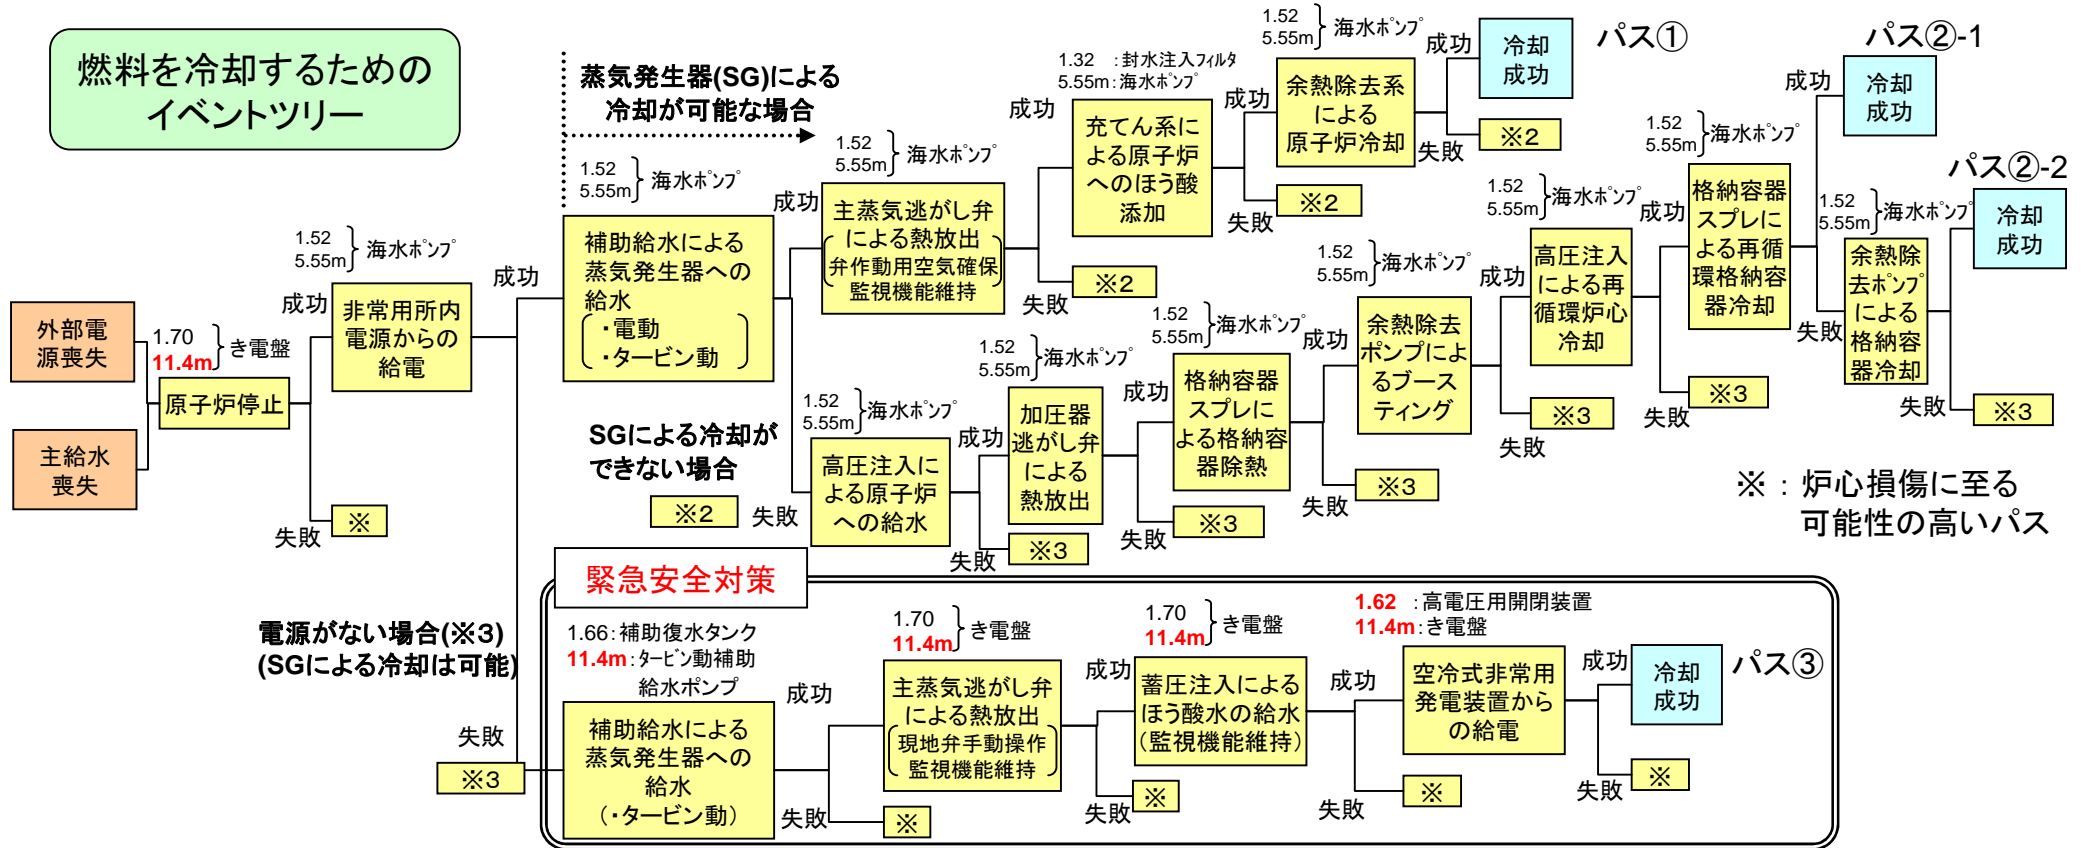 燃料を冷却するための
イベントツリー
蒸気発生器(SG)による
冷却が可能な場合
外部電
源喪失
主給水
喪失
1.70
11.4m
き電盤
原子炉停止
成功
失敗
※
1.52
5.55m
海水ポンプ
非常用所内
電源からの
給電
成功
失敗
※3
電源がない場合(※3)
(SGによる冷却は可能)
1.52
5.55m
海水ポンプ
補助給水による
蒸気発生器への
給水
・電動
・タービン動
成功
失敗
1.52
5.55m
海水ポンプ
主蒸気逃がし弁
による熱放出
弁作動用空気確保
監視機能維持
成功
失敗
※2
1.32 :封水注入フィルタ
5.55m:海水ポンプ
充てん系に
よる原子炉
へのほう酸
添加
成功
失敗
※2
1.52
5.55m
海水ポンプ
余熱除去系
による
原子炉冷却
成功
失敗
※2
冷却
成功
パス①
SGによる冷却が
できない場合
※2
1.52
5.55m
海水ポンプ
高圧注入に
よる原子炉
への給水
成功
失敗
※3
1.52
5.55m
海水ポンプ
加圧器
逃がし弁
による
熱放出
成功
失敗
※3
1.52
5.55m
海水ポンプ
格納容器
スプレに
よる格納容
器除熱
成功
失敗
※3
1.52
5.55m
海水ポンプ
余熱除去
ポンプによ
るブース
ティング
成功
失敗
※3
1.52
5.55m
海水ポンプ
高圧注入
による再
循環炉心
冷却
成功
失敗
※3
1.52
5.55m
海水ポンプ
格納容器
スプレに
よる再循
環格納容
器冷却
成功
失敗
冷却
成功
パス②-1
1.52
5.55m
海水ポンプ
余熱除
去ポンプ
による
格納容
器冷却
失敗
※3
冷却
成功
パス②-2
※:炉心損傷に至る
可能性の高いパス
緊急安全対策
1.66:補助復水タンク
11.4m:タービン動補助
給水ポンプ
補助給水による
蒸気発生器への
給水
(・タービン動)
成功
失敗
※
1.70
11.4m
き電盤
主蒸気逃がし弁
による熱放出
現地弁手動操作
監視機能維持
成功
失敗
※
1.70
11.4m
き電盤
蓄圧注入による
ほう酸水の給水
(監視機能維持)
成功
失敗
※
1.62 :高電圧用開閉装置
11.4m:き電盤
空冷式非常用
発電装置から
の給電
成功
失敗
※
冷却
成功
パス③